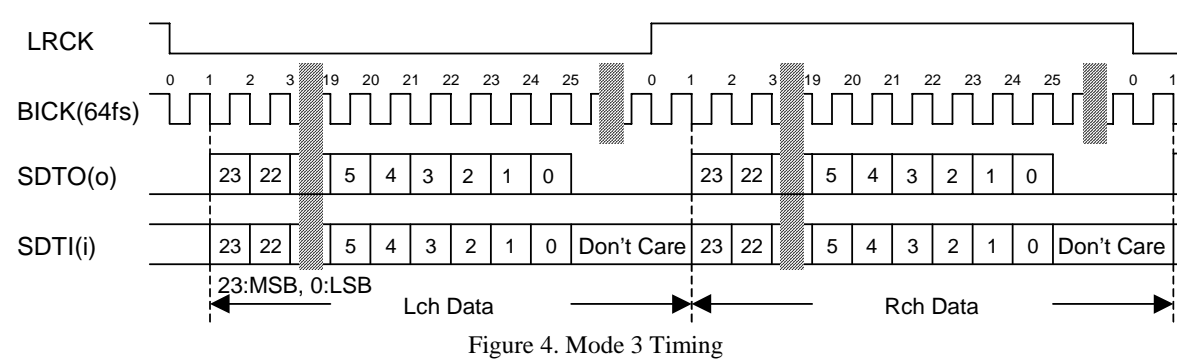 LRCK
0 1 2 3 19 20 21 22 23 24 25 0 1 2 3 19 20 21 22 23 24 25 0 1
BICK(64fs)
SDTO(o) 23 22 5 4 3 2 1 0 23 22 5 4 3 2 1 0
SDTI(i) 23 22 5 4 3 2 1 0 Don't Care 23 22 5 4 3 2 1 0 Don't Care
23:MSB, 0:LSB
Lch Data Rch Data
Figure 4. Mode 3 Timing